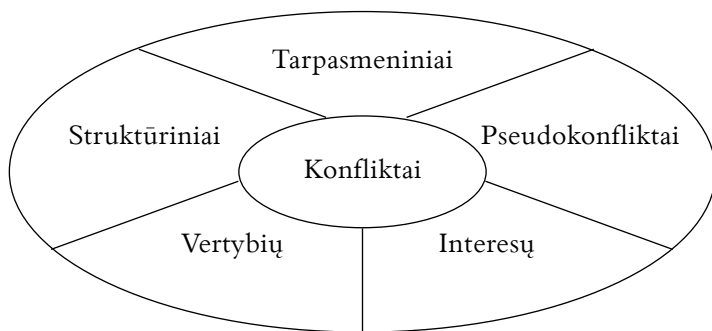 Tarpasmeniniai
Struktūriniai
Pseudokonfliktai
Konfliktai
Vertybių
Interesų